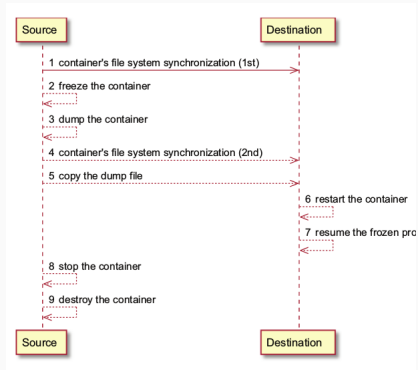 Source Destination
1 container's file system synchronization (1st)
2 freeze the container
3 dump the container
4 container's file system synchronization (2nd)
5 copy the dump file
6 restart the container
7 resume the frozen pro
8 stop the container
9 destroy the container
Source Destination